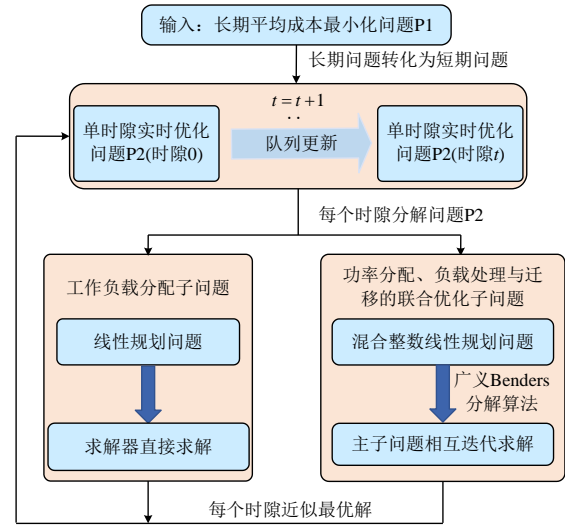 输入：长期平均成本最小化问题P1
长期问题转化为短期问题
单时隙实时优化
问题P2(时隙0)
t = t +1
队列更新
单时隙实时优化
问题P2(时隙t)
每个时隙分解问题P2
工作负载分配子问题
线性规划问题
求解器直接求解
功率分配、负载处理与迁
移的联合优化子问题
混合整数线性规划问题
广义Benders
分解算法
主子问题相互迭代求解
每个时隙近似最优解